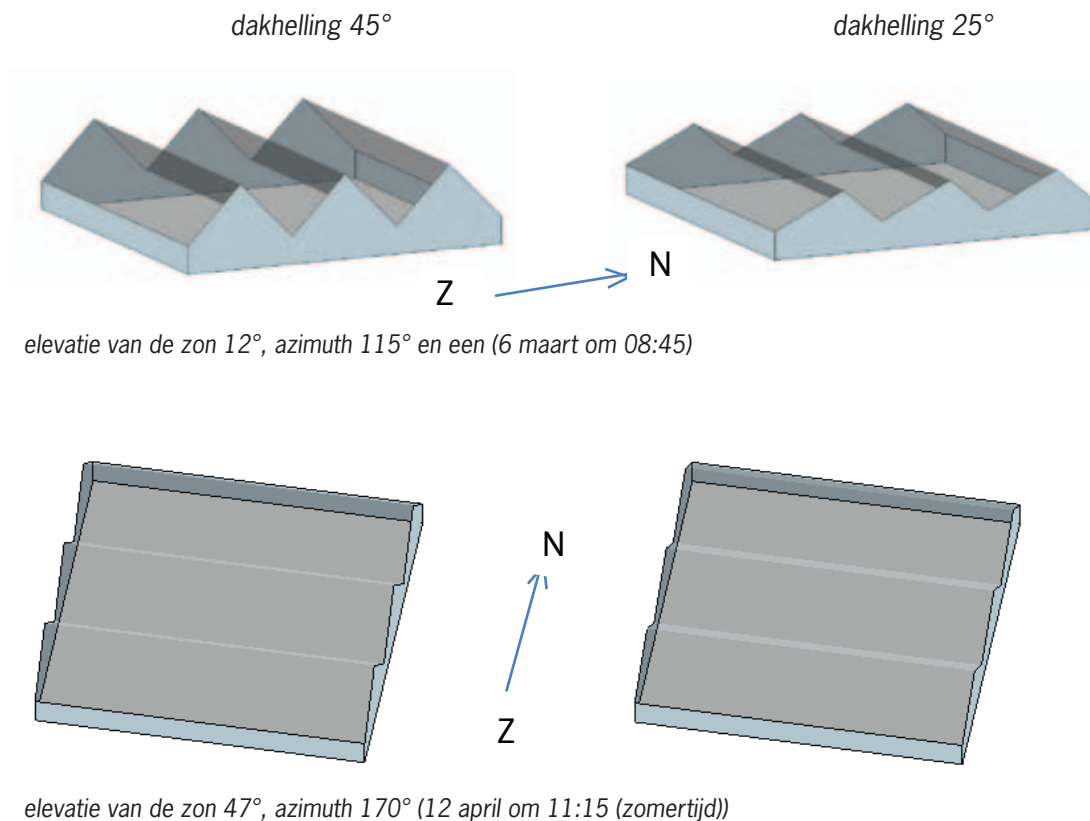 dakhelling 45°
dakhelling 25°
Z
N
elevatie van de zon 12°, azimuth 115° en een (6 maart om 08:45)
N
Z
elevatie van de zon 47°, azimuth 170° (12 april om 11:15 (zomertijd))